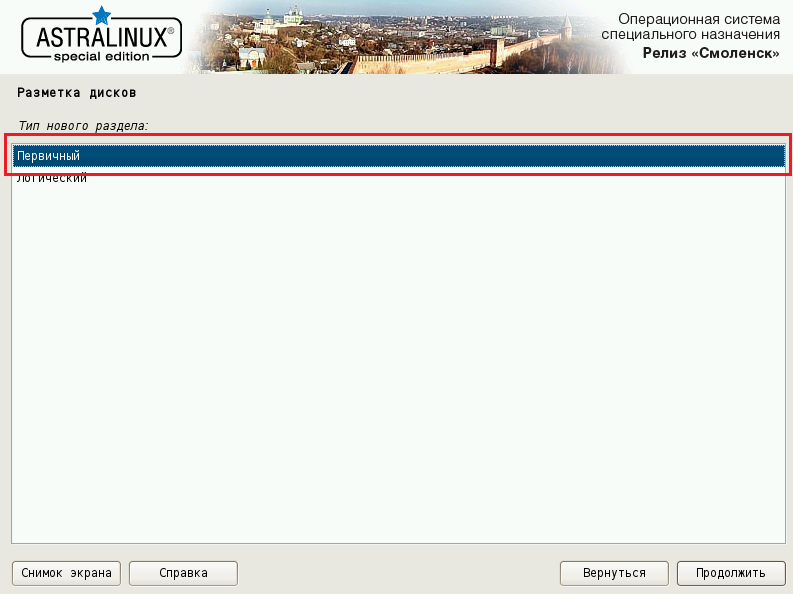 ASTRALINUX®
special edition
Операционная система
специального назначения
Релиз «Смоленск»
Разметка дисков
Тип нового раздела:
Первичный
Логический
Снимок экрана
Справка
Вернуться
Продолжить